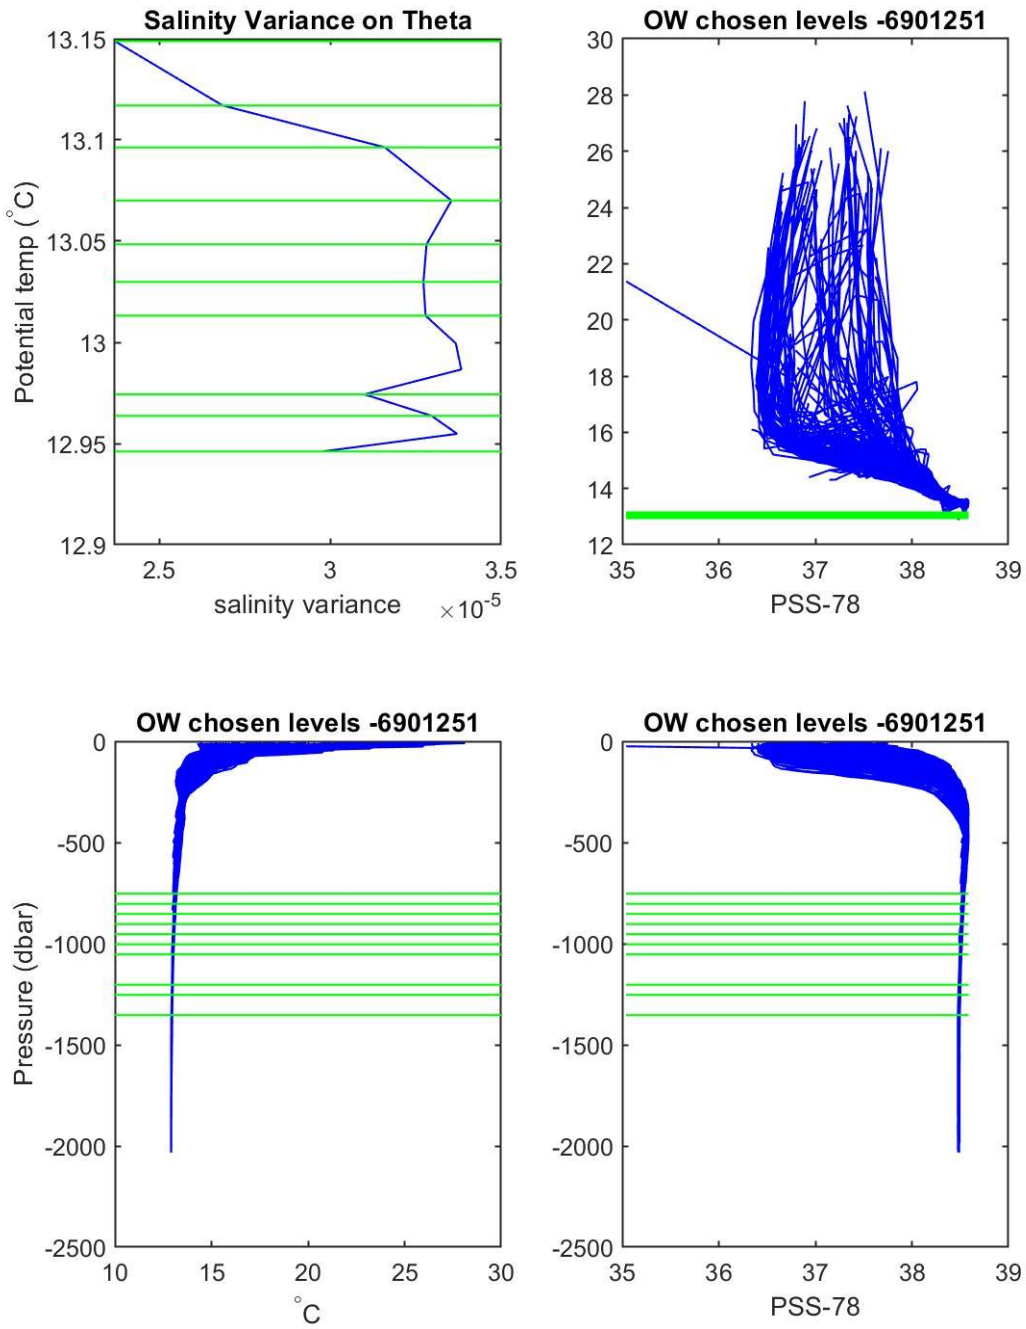 Salinity Variance on Theta
13.15
13.1
13.05
13
12.95
12.9
Potential temp (°C)
2.5 3 3.5
salinity variance ×10-5
OW chosen levels -6901251
30
28
26
24
22
20
18
16
14
12
35 36 37 38 39
PSS-78
OW chosen levels -6901251
0
-500
-1000
-1500
-2000
-2500
Pressure (dbar)
10 15 20 25 30
°C
OW chosen levels -6901251
0
-500
-1000
-1500
-2000
-2500
35 36 37 38 39
PSS-78